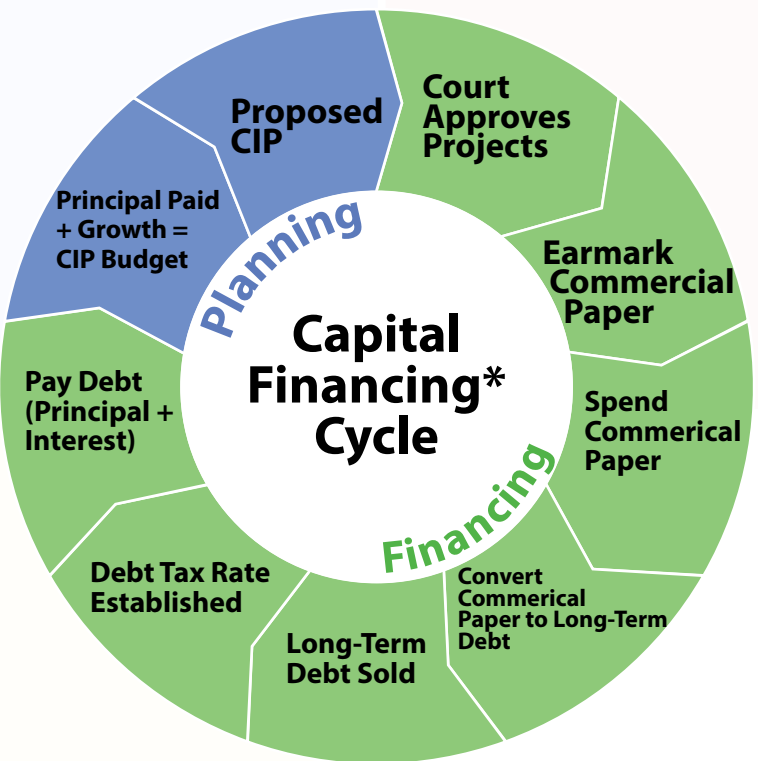 Capital
Financing*
Cycle
Planning
Proposed
CIP
Court
Approves
Projects
Earmark
Commercial
Paper
Spend
Commerical
Paper
Financing
Convert
Commerical
Paper to Long-Term
Debt
Long-Term
Debt Sold
Debt Tax Rate
Established
Pay Debt
(Principal +
Interest)
Principal Paid
+ Growth =
CIP Budget